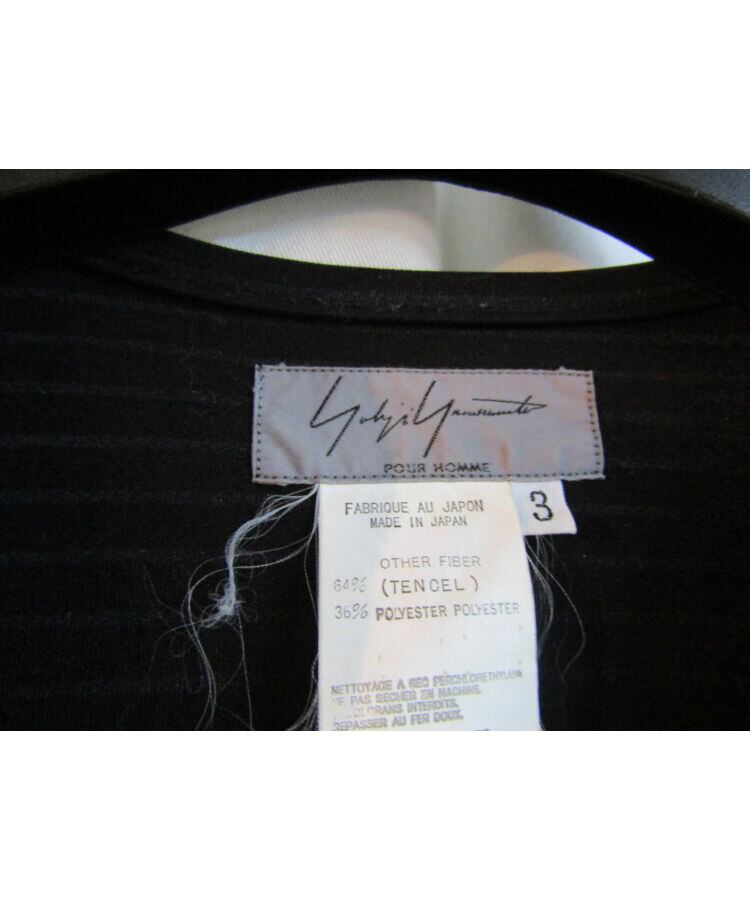 Yohji Yamamoto
POUR HOMME
3
FABRIQUE AU JAPON
MADE IN JAPAN
OTHER FIBER
64% (TENCEL)
36% POLYESTER POLYESTER
NETTOYAGE A SEC PERCHLORETHYLENE
NE PAS SECHER EN MACHINE.
INTERDITS.
REPASSER AU FER DOUX.